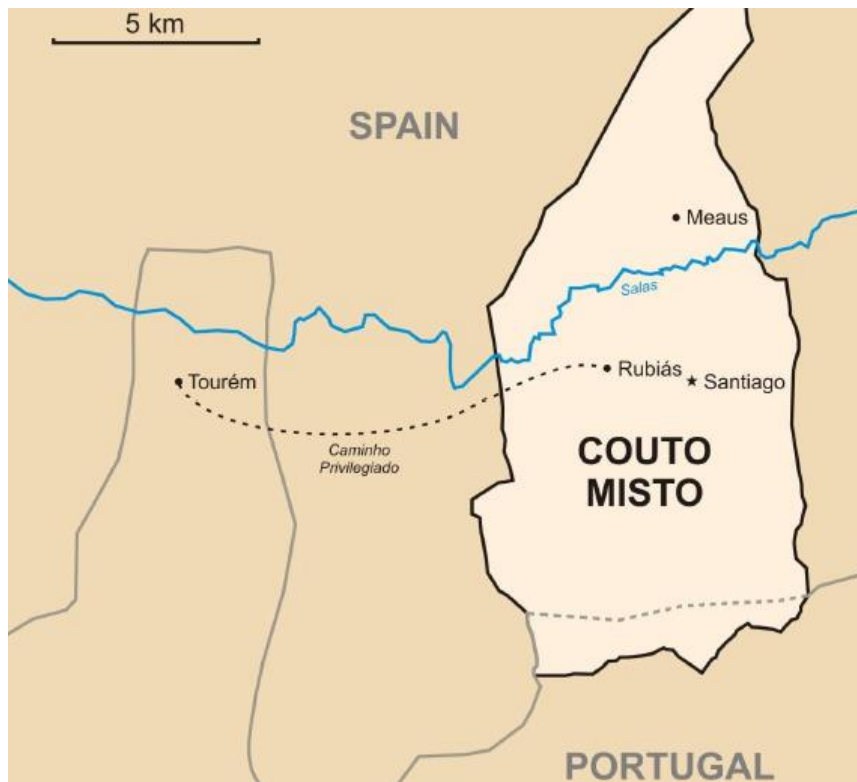 5 km
SPAIN
Meaus
Salas
Rubiás
Santiago
Tourém
COUTO
MISTO
Caminho
Privilegiado
PORTUGAL